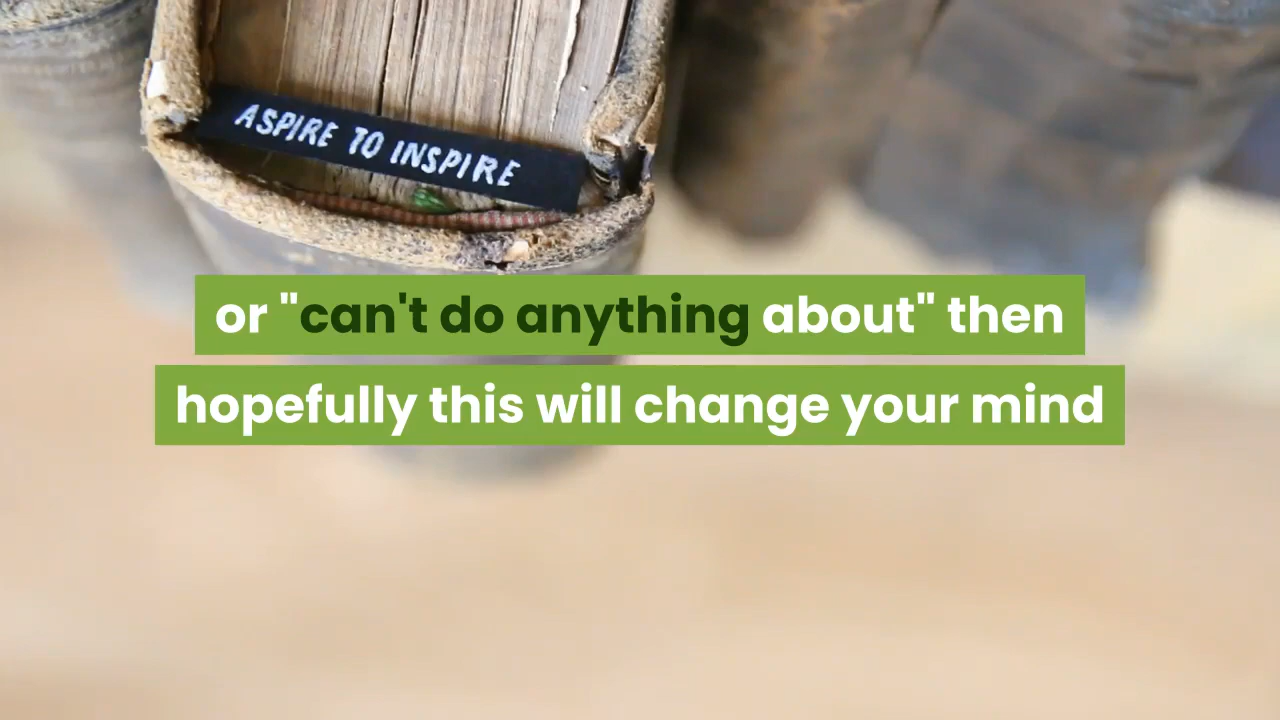 ASPIRE TO INSPIRE
or "can't do anything about" then
hopefully this will change your mind